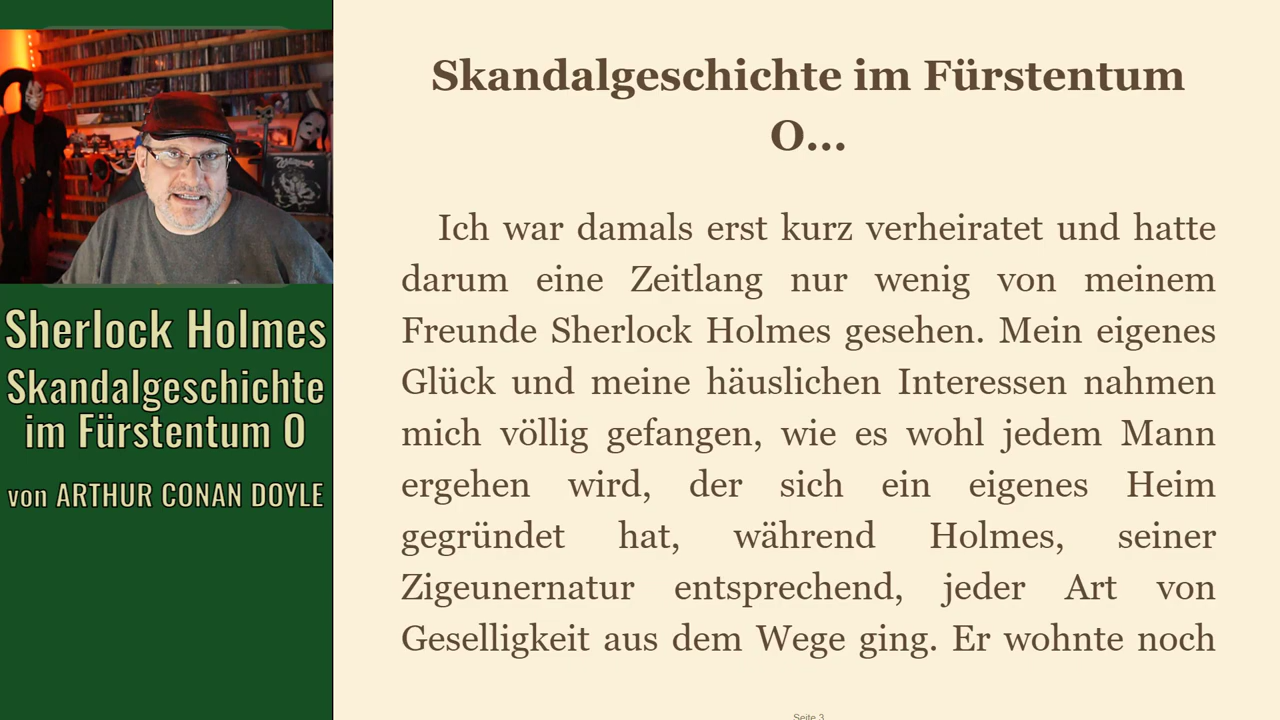 Sherlock Holmes
Skandalgeschichte
im Fürstentum O
von ARTHUR CONAN DOYLE
Skandalgeschichte im Fürstentum
O...
Ich war damals erst kurz verheiratet und hatte
darum eine Zeitlang nur wenig von meinem
Freunde Sherlock Holmes gesehen. Mein eigenes
Glück und meine häuslichen Interessen nahmen
mich völlig gefangen, wie es wohl jedem Mann
ergehen wird, der sich ein eigenes Heim
gegründet hat, während Holmes, seiner
Zigeunernatur entsprechend, jeder Art von
Geselligkeit aus dem Wege ging. Er wohnte noch
Seite 3